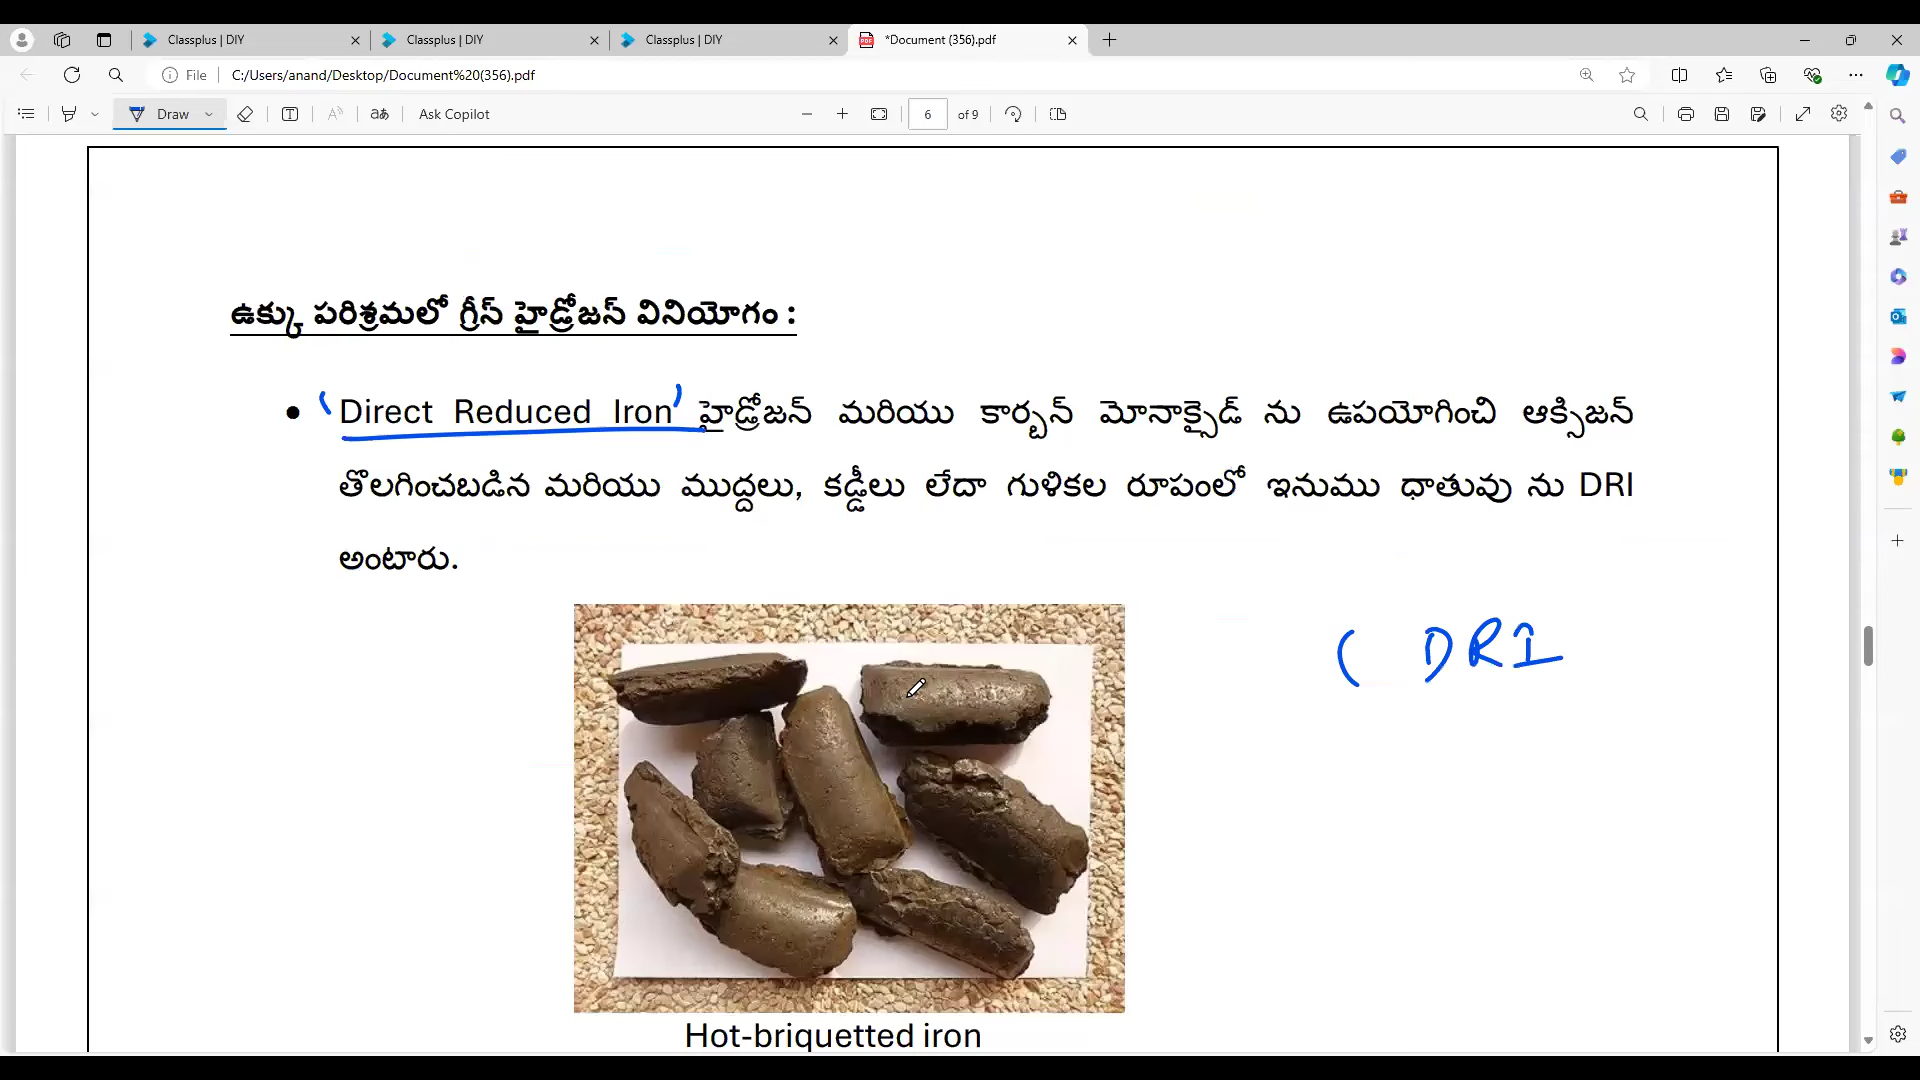 Classplus | DIY
Classplus | DIY
Classplus | DIY
*Document (356).pdf
File
C:/Users/anand/Desktop/Document%20(356).pdf
Draw
Ask Copilot
6 of 9
ఉక్కు పరిశ్రమలో గ్రీన్ హైడ్రోజన్ వినియోగం :
• (Direct Reduced Iron) హైడ్రోజన్ మరియు కార్బన్ మోనాక్సైడ్ ను ఉపయోగించి ఆక్సిజన్
తొలగించబడిన మరియు ముద్దలు, కడ్డీలు లేదా గుళికల రూపంలో ఇనుము ధాతువు ను DRI
అంటారు.
( DRI
Hot-briquetted iron